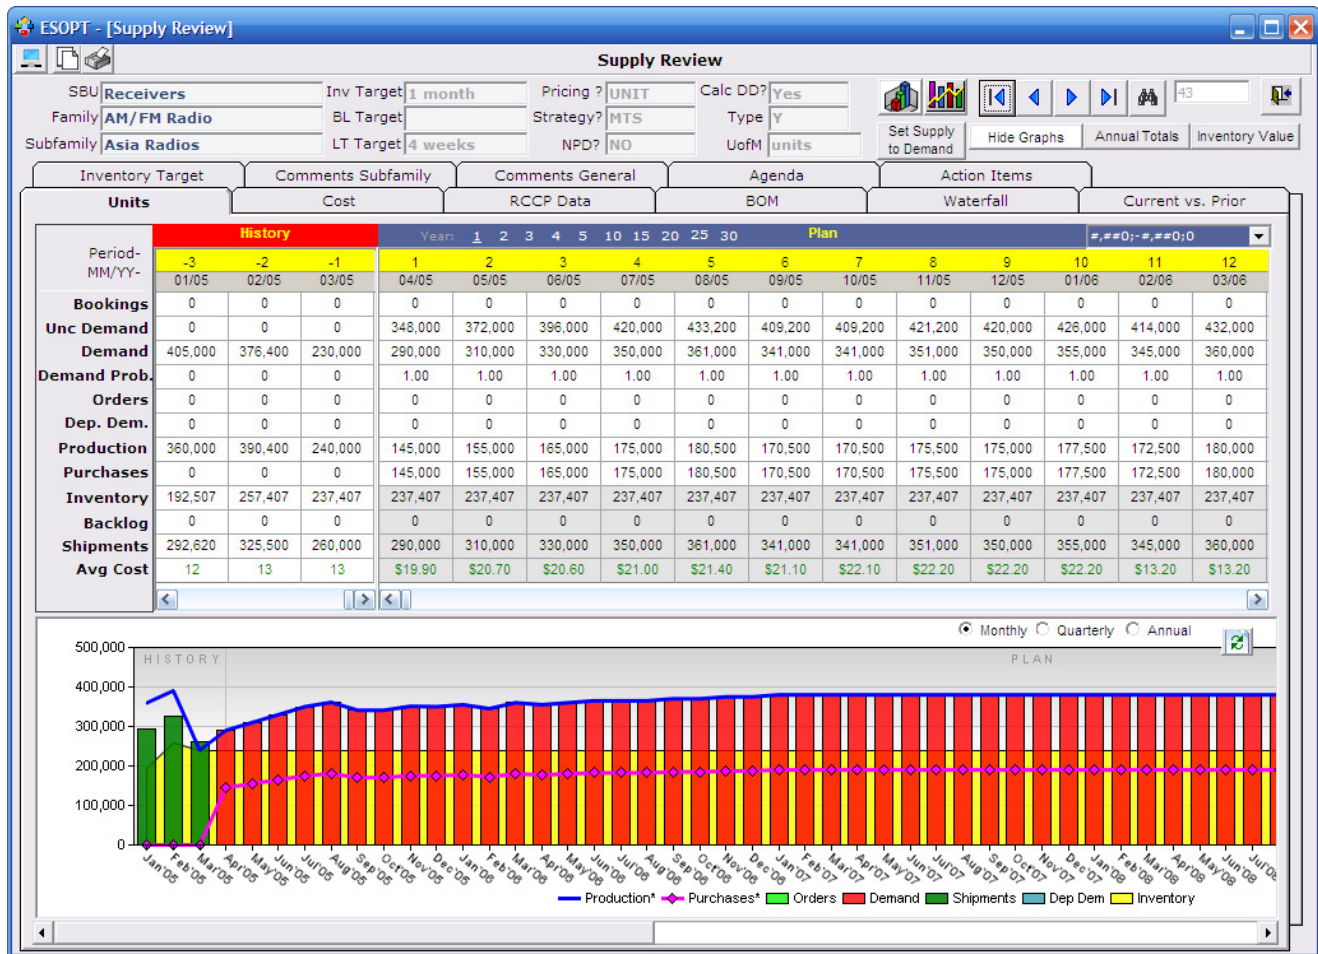 ESOPT - [Supply Review]
Supply Review
SBU Receivers Inv Target 1 month Pricing ? UNIT Calc DD? Yes 43
Family AM/FM Radio BL Target Strategy? MTS Type Y
Subfamily Asia Radios LT Target 4 weeks NPD? NO UofM units
Set Supply to Demand Hide Graphs Annual Totals Inventory Value
Inventory Target Comments Subfamily Comments General Agenda Action Items
Units Cost RCCP Data BOM Waterfall Current vs. Prior
History Year: 1 2 3 4 5 10 15 20 25 30 Plan #,##0;-#,##0;0
Period- -3 -2 -1 1 2 3 4 5 6 7 8 9 10 11 12
MM/YY- 01/05 02/05 03/05 04/05 05/05 06/05 07/05 08/05 09/05 10/05 11/05 12/05 01/06 02/06 03/06
Bookings 0 0 0 0 0 0 0 0 0 0 0 0 0 0 0
Unc Demand 0 0 0 348,000 372,000 396,000 420,000 433,200 409,200 409,200 421,200 420,000 426,000 414,000 432,000
Demand 405,000 376,400 230,000 290,000 310,000 330,000 350,000 361,000 341,000 341,000 351,000 350,000 355,000 345,000 360,000
Demand Prob. 0 0 0 1.00 1.00 1.00 1.00 1.00 1.00 1.00 1.00 1.00 1.00 1.00 1.00
Orders 0 0 0 0 0 0 0 0 0 0 0 0 0 0 0
Dep. Dem. 0 0 0 0 0 0 0 0 0 0 0 0 0 0 0
Production 360,000 390,400 240,000 145,000 155,000 165,000 175,000 180,500 170,500 170,500 175,500 175,000 177,500 172,500 180,000
Purchases 0 0 0 145,000 155,000 165,000 175,000 180,500 170,500 170,500 175,500 175,000 177,500 172,500 180,000
Inventory 192,507 257,407 237,407 237,407 237,407 237,407 237,407 237,407 237,407 237,407 237,407 237,407 237,407 237,407 237,407
Backlog 0 0 0 0 0 0 0 0 0 0 0 0 0 0 0
Shipments 292,620 325,500 260,000 290,000 310,000 330,000 350,000 361,000 341,000 341,000 351,000 350,000 355,000 345,000 360,000
Avg Cost 12 13 13 $19.90 $20.70 $20.60 $21.00 $21.40 $21.10 $22.10 $22.20 $22.20 $22.20 $13.20 $13.20
Monthly Quarterly Annual
HISTORY PLAN
500,000
400,000
300,000
200,000
100,000
0
Jan'05 Feb'05 Mar'05 Apr'05 May'05 Jun'05 Jul'05 Aug'05 Sep'05 Oct'05 Nov'05 Dec'05 Jan'06 Feb'06 Mar'06 Apr'06 May'06 Jun'06 Jul'06 Aug'06 Sep'06 Oct'06 Nov'06 Dec'06 Jan'07 Feb'07 Mar'07 Apr'07 May'07 Jun'07 Jul'07 Aug'07 Sep'07 Oct'07 Nov'07 Dec'07 Jan'08 Feb'08 Mar'08 Apr'08 May'08 Jun'08 Jul'08
Production* Purchases* Orders Demand Shipments Dep Dem Inventory